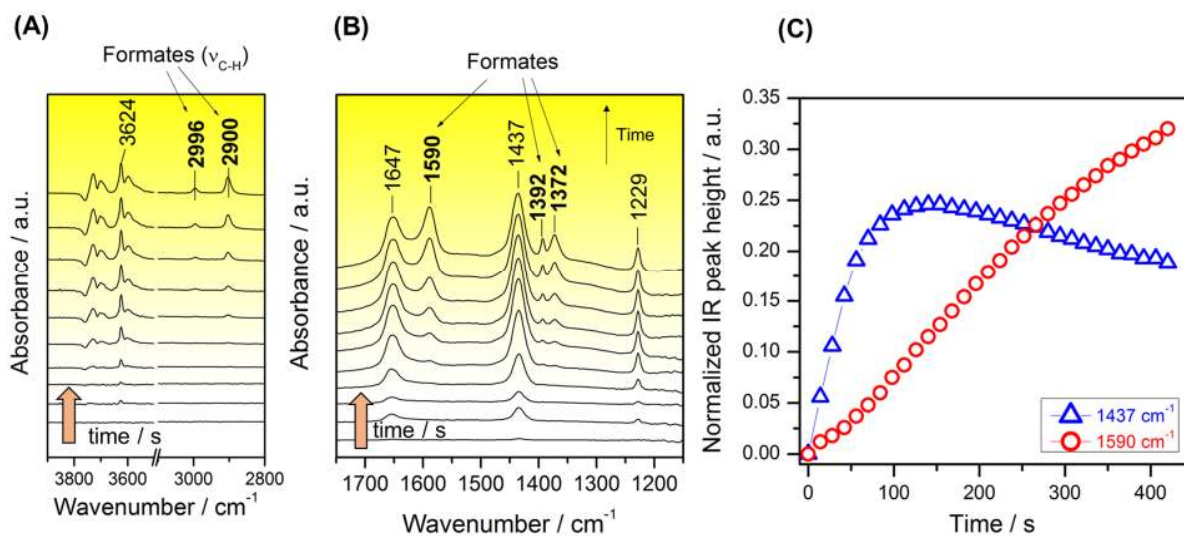 (A)
Formates (νC-H)
3624
2996
2900
Absorbance / a.u.
time / s
3800 3600 3000 2800
Wavenumber / cm-1
(B)
Formates
Time
1647
1590
1437
1392
1372
1229
Absorbance / a.u.
time / s
1700 1600 1500 1400 1300 1200
Wavenumber / cm-1
(C)
0.35
0.30
0.25
0.20
0.15
0.10
0.05
0.00
Normalized IR peak height / a.u.
1437 cm-1
1590 cm-1
0 100 200 300 400
Time / s